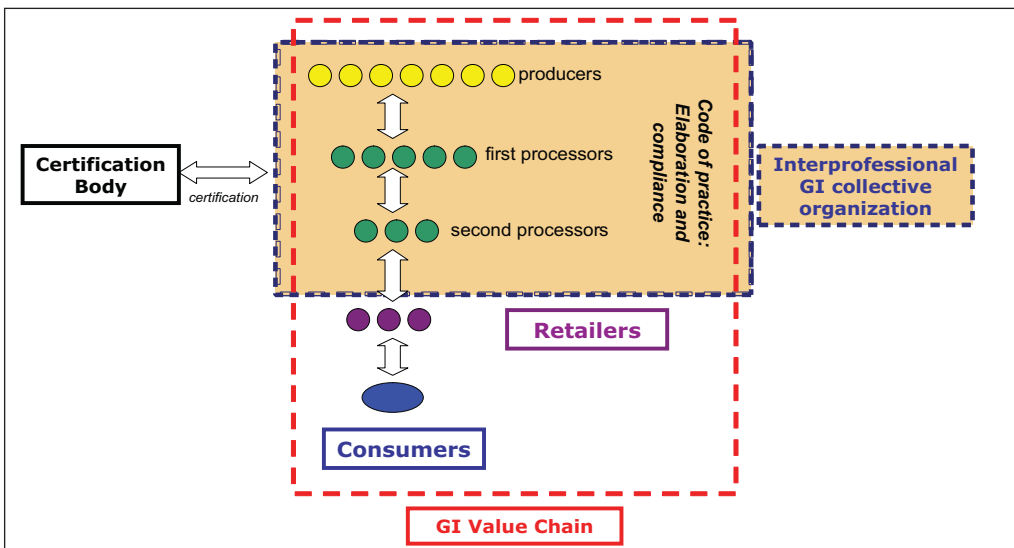 producers
first processors
second processors
Code of practice:
Elaboration and
compliance
Certification
Body
certification
Interprofessional
GI collective
organization
Retailers
Consumers
GI Value Chain